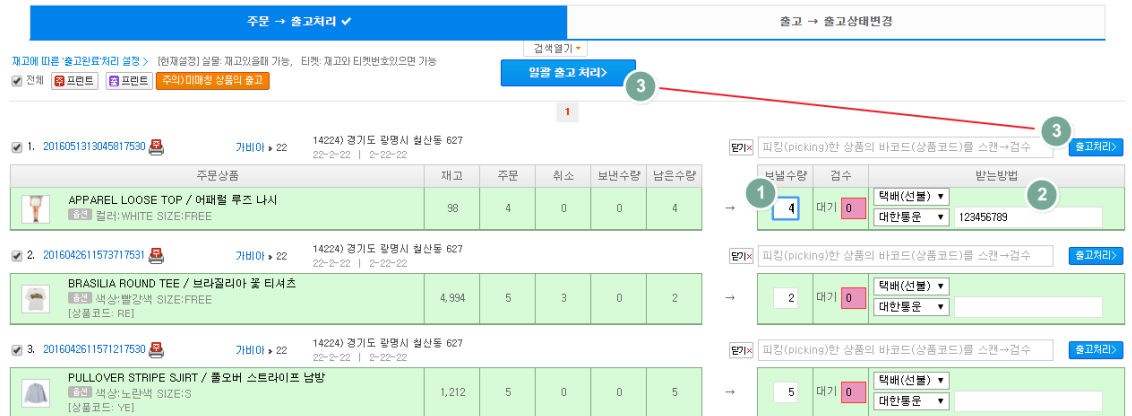 주문 → 출고처리 ✔ 출고 → 출고상태변경
검색열기 ▾
재고에 따른 '출고완료'처리 설정 > [현재설정] 실물: 재고있을때 가능, 티켓: 재고와 티켓번호있으면 가능
전체 주 프린트 출 프린트 주의)미매칭 상품의 출고
일괄 출고 처리> 3
1
3
1. 2016051313045817530 주 가비아 ▸ 22 14224) 경기도 광명시 철산동 627 닫기× 피킹(picking)한 상품의 바코드(상품코드)를 스캔→검수 출고처리>
22-2-22 | 2-22-22
주문상품 재고 주문 취소 보낸수량 남은수량 보낼수량 검수 받는방법
1 2
APPAREL LOOSE TOP / 어패럴 루즈 나시 98 4 0 0 4 → 4 대기 0 택배(선불) ▼
옵션 컬러:WHITE SIZE:FREE 대한통운 ▼ 123456789
2. 2016042611573717531 주 가비아 ▸ 22 14224) 경기도 광명시 철산동 627 닫기× 피킹(picking)한 상품의 바코드(상품코드)를 스캔→검수 출고처리>
22-2-22 | 2-22-22
BRASILIA ROUND TEE / 브라질리아 꽃 티셔츠 4,994 5 3 0 2 → 2 대기 0 택배(선불) ▼
옵션 색상:빨강색 SIZE:FREE 대한통운 ▼
[상품코드: RE]
3. 2016042611571217530 주 가비아 ▸ 22 14224) 경기도 광명시 철산동 627 닫기× 피킹(picking)한 상품의 바코드(상품코드)를 스캔→검수 출고처리>
22-2-22 | 2-22-22
PULLOVER STRIPE SJIRT / 풀오버 스트라이프 남방 1,212 5 0 0 5 → 5 대기 0 택배(선불) ▼
옵션 색상:노란색 SIZE:S 대한통운 ▼
[상품코드: YE]